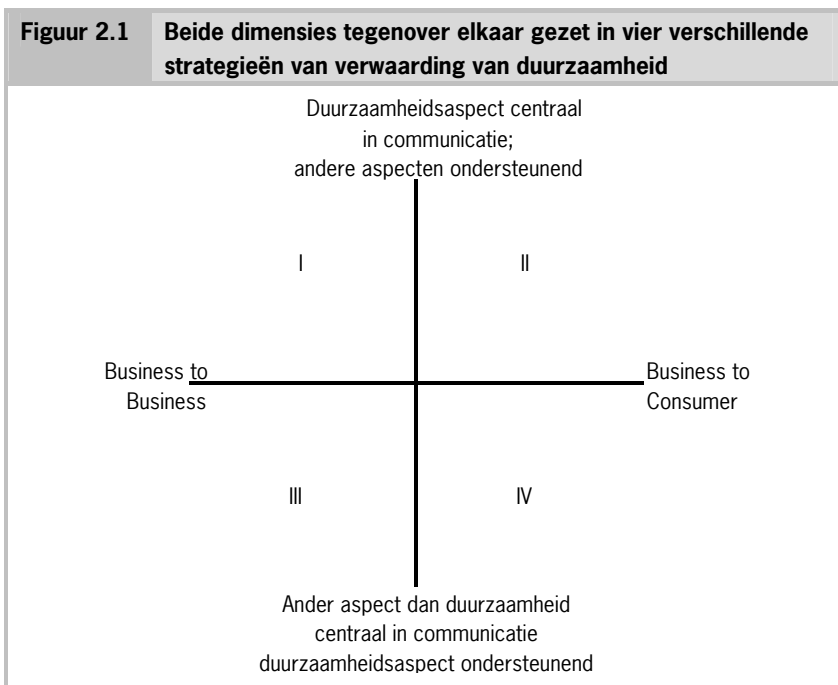 Figuur 2.1 Beide dimensies tegenover elkaar gezet in vier verschillende
strategieën van verwaarding van duurzaamheid
Duurzaamheidsaspect centraal
in communicatie;
andere aspecten ondersteunend
I II
Business to Business to
Business Consumer
III IV
Ander aspect dan duurzaamheid
centraal in communicatie
duurzaamheidsaspect ondersteunend